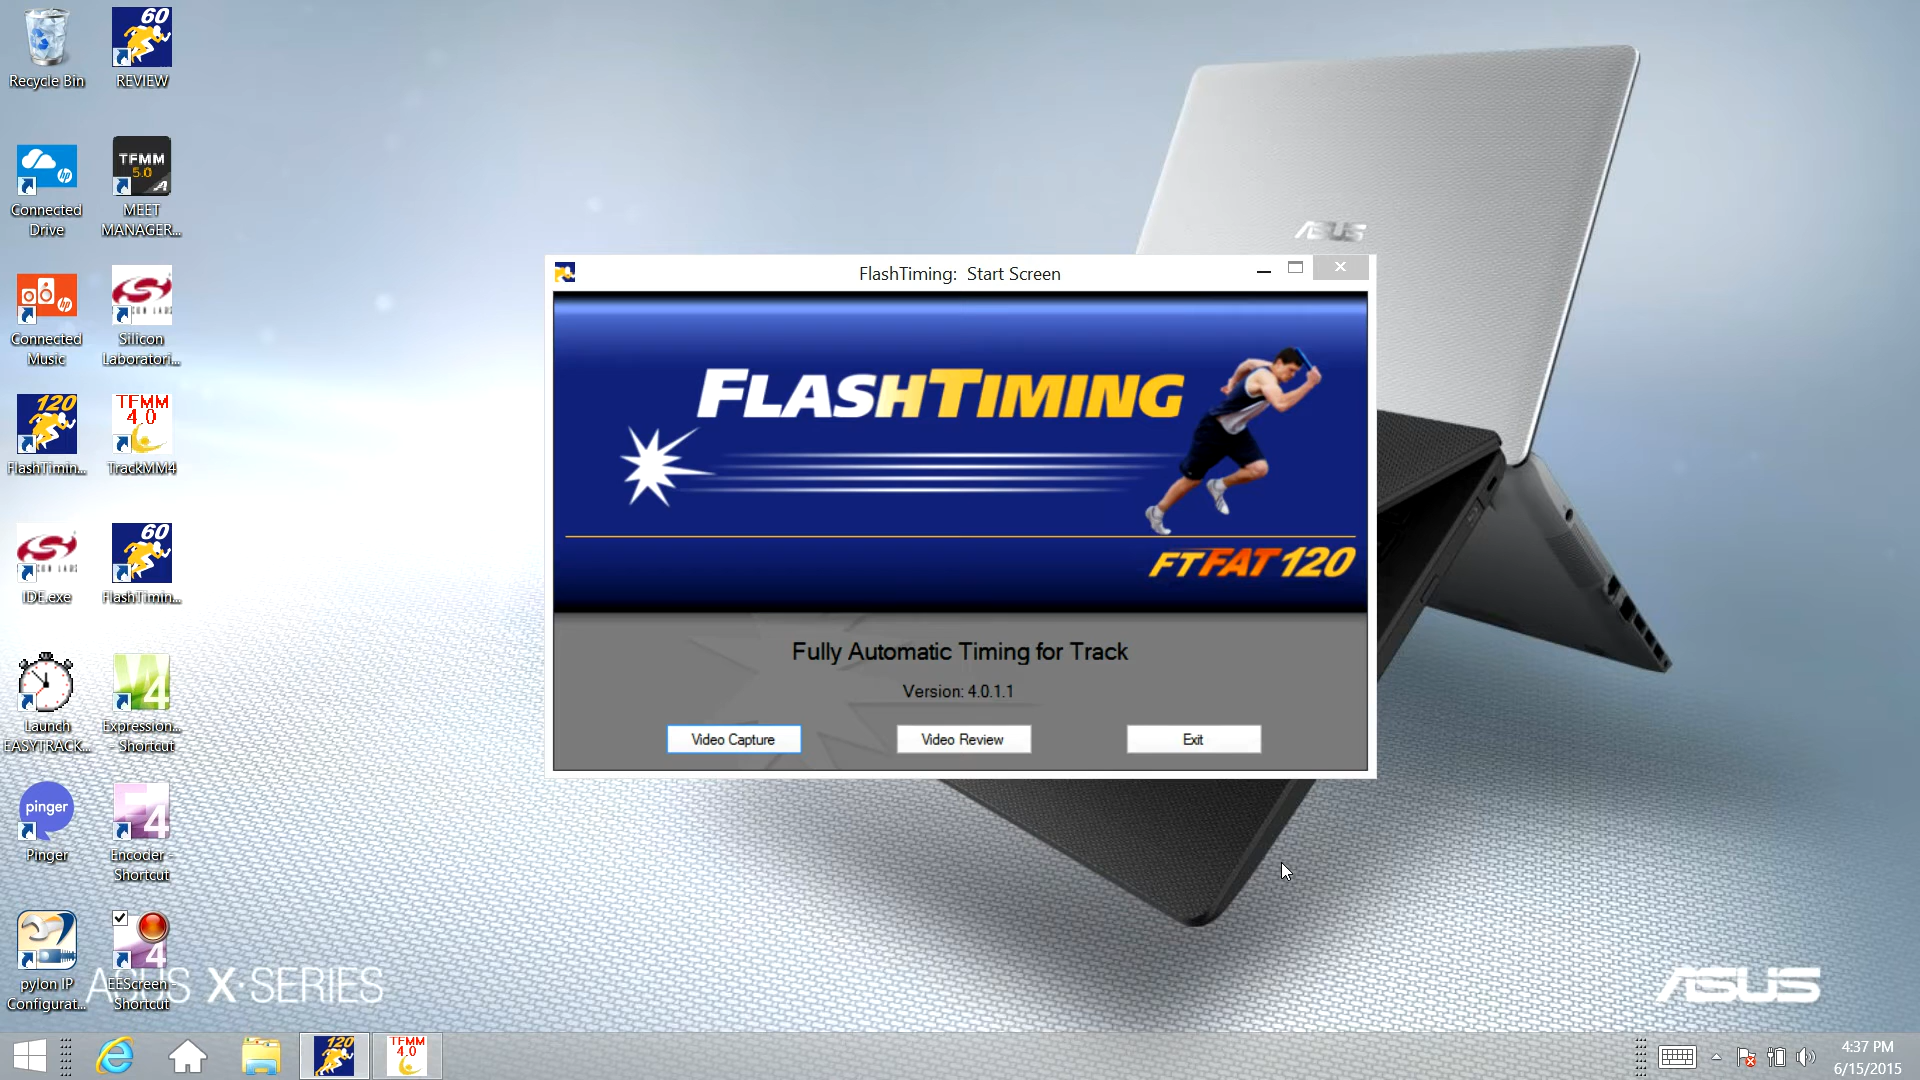 Recycle Bin
60
REVIEW
Connected
Drive
TFMM
5.0
MEET
MANAGER...
Connected
Music
Silicon
Laboratori...
120
FlashTimin...
TFMM
4.0
TrackMM4
IDE.exe
60
FlashTimin...
Launch
EASYTRACK...
V4
Expression...
- Shortcut
pinger
Pinger
E4
Encoder -
Shortcut
pylon IP
Configurat...
4
EEScreen -
Shortcut
ASUS
FlashTiming: Start Screen
FLASHTIMING
FTFAT120
Fully Automatic Timing for Track
Version: 4.0.1.1
Video Capture
Video Review
Exit
ASUS X·SERIES
ASUS
120
TFMM
4.0
4:37 PM
6/15/2015